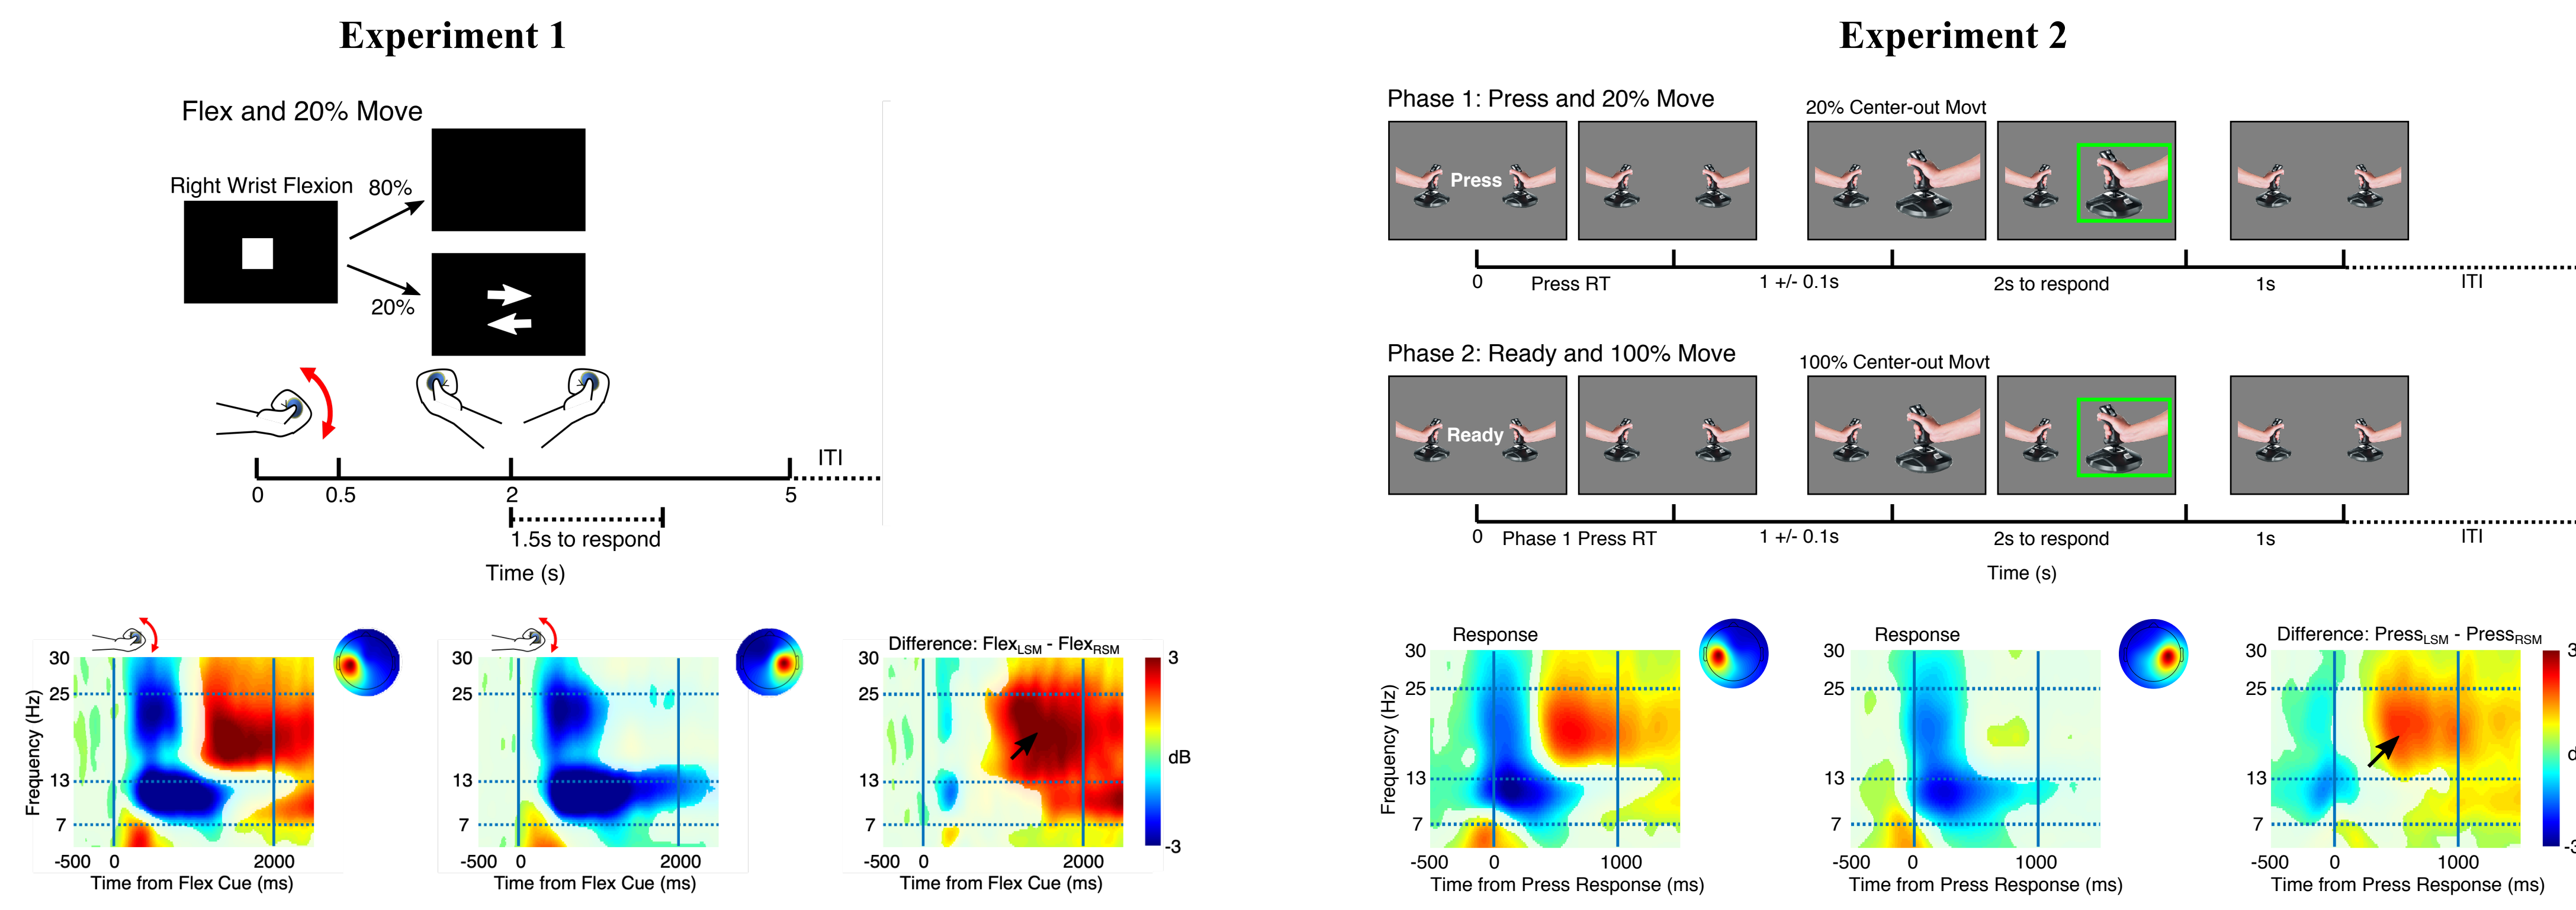 Experiment 1
Flex and 20% Move
Right Wrist Flexion
80%
20%
0
0.5
2
5
ITI
1.5s to respond
Time (s)
30
25
13
7
Frequency (Hz)
-500
0
2000
Time from Flex Cue (ms)
30
25
13
7
-500
0
2000
Time from Flex Cue (ms)
Difference: FlexLSM - FlexRSM
30
25
13
7
-500
0
2000
Time from Flex Cue (ms)
3
dB
-3
Experiment 2
Phase 1: Press and 20% Move
20% Center-out Movt
Press
0
Press RT
1 +/- 0.1s
2s to respond
1s
ITI
Phase 2: Ready and 100% Move
100% Center-out Movt
Ready
0
Phase 1 Press RT
1 +/- 0.1s
2s to respond
1s
ITI
Time (s)
Response
30
25
13
7
Frequency (Hz)
-500
0
1000
Time from Press Response (ms)
Response
30
25
13
7
-500
0
1000
Time from Press Response (ms)
Difference: PressLSM - PressRSM
30
25
13
7
-500
0
1000
Time from Press Response (ms)